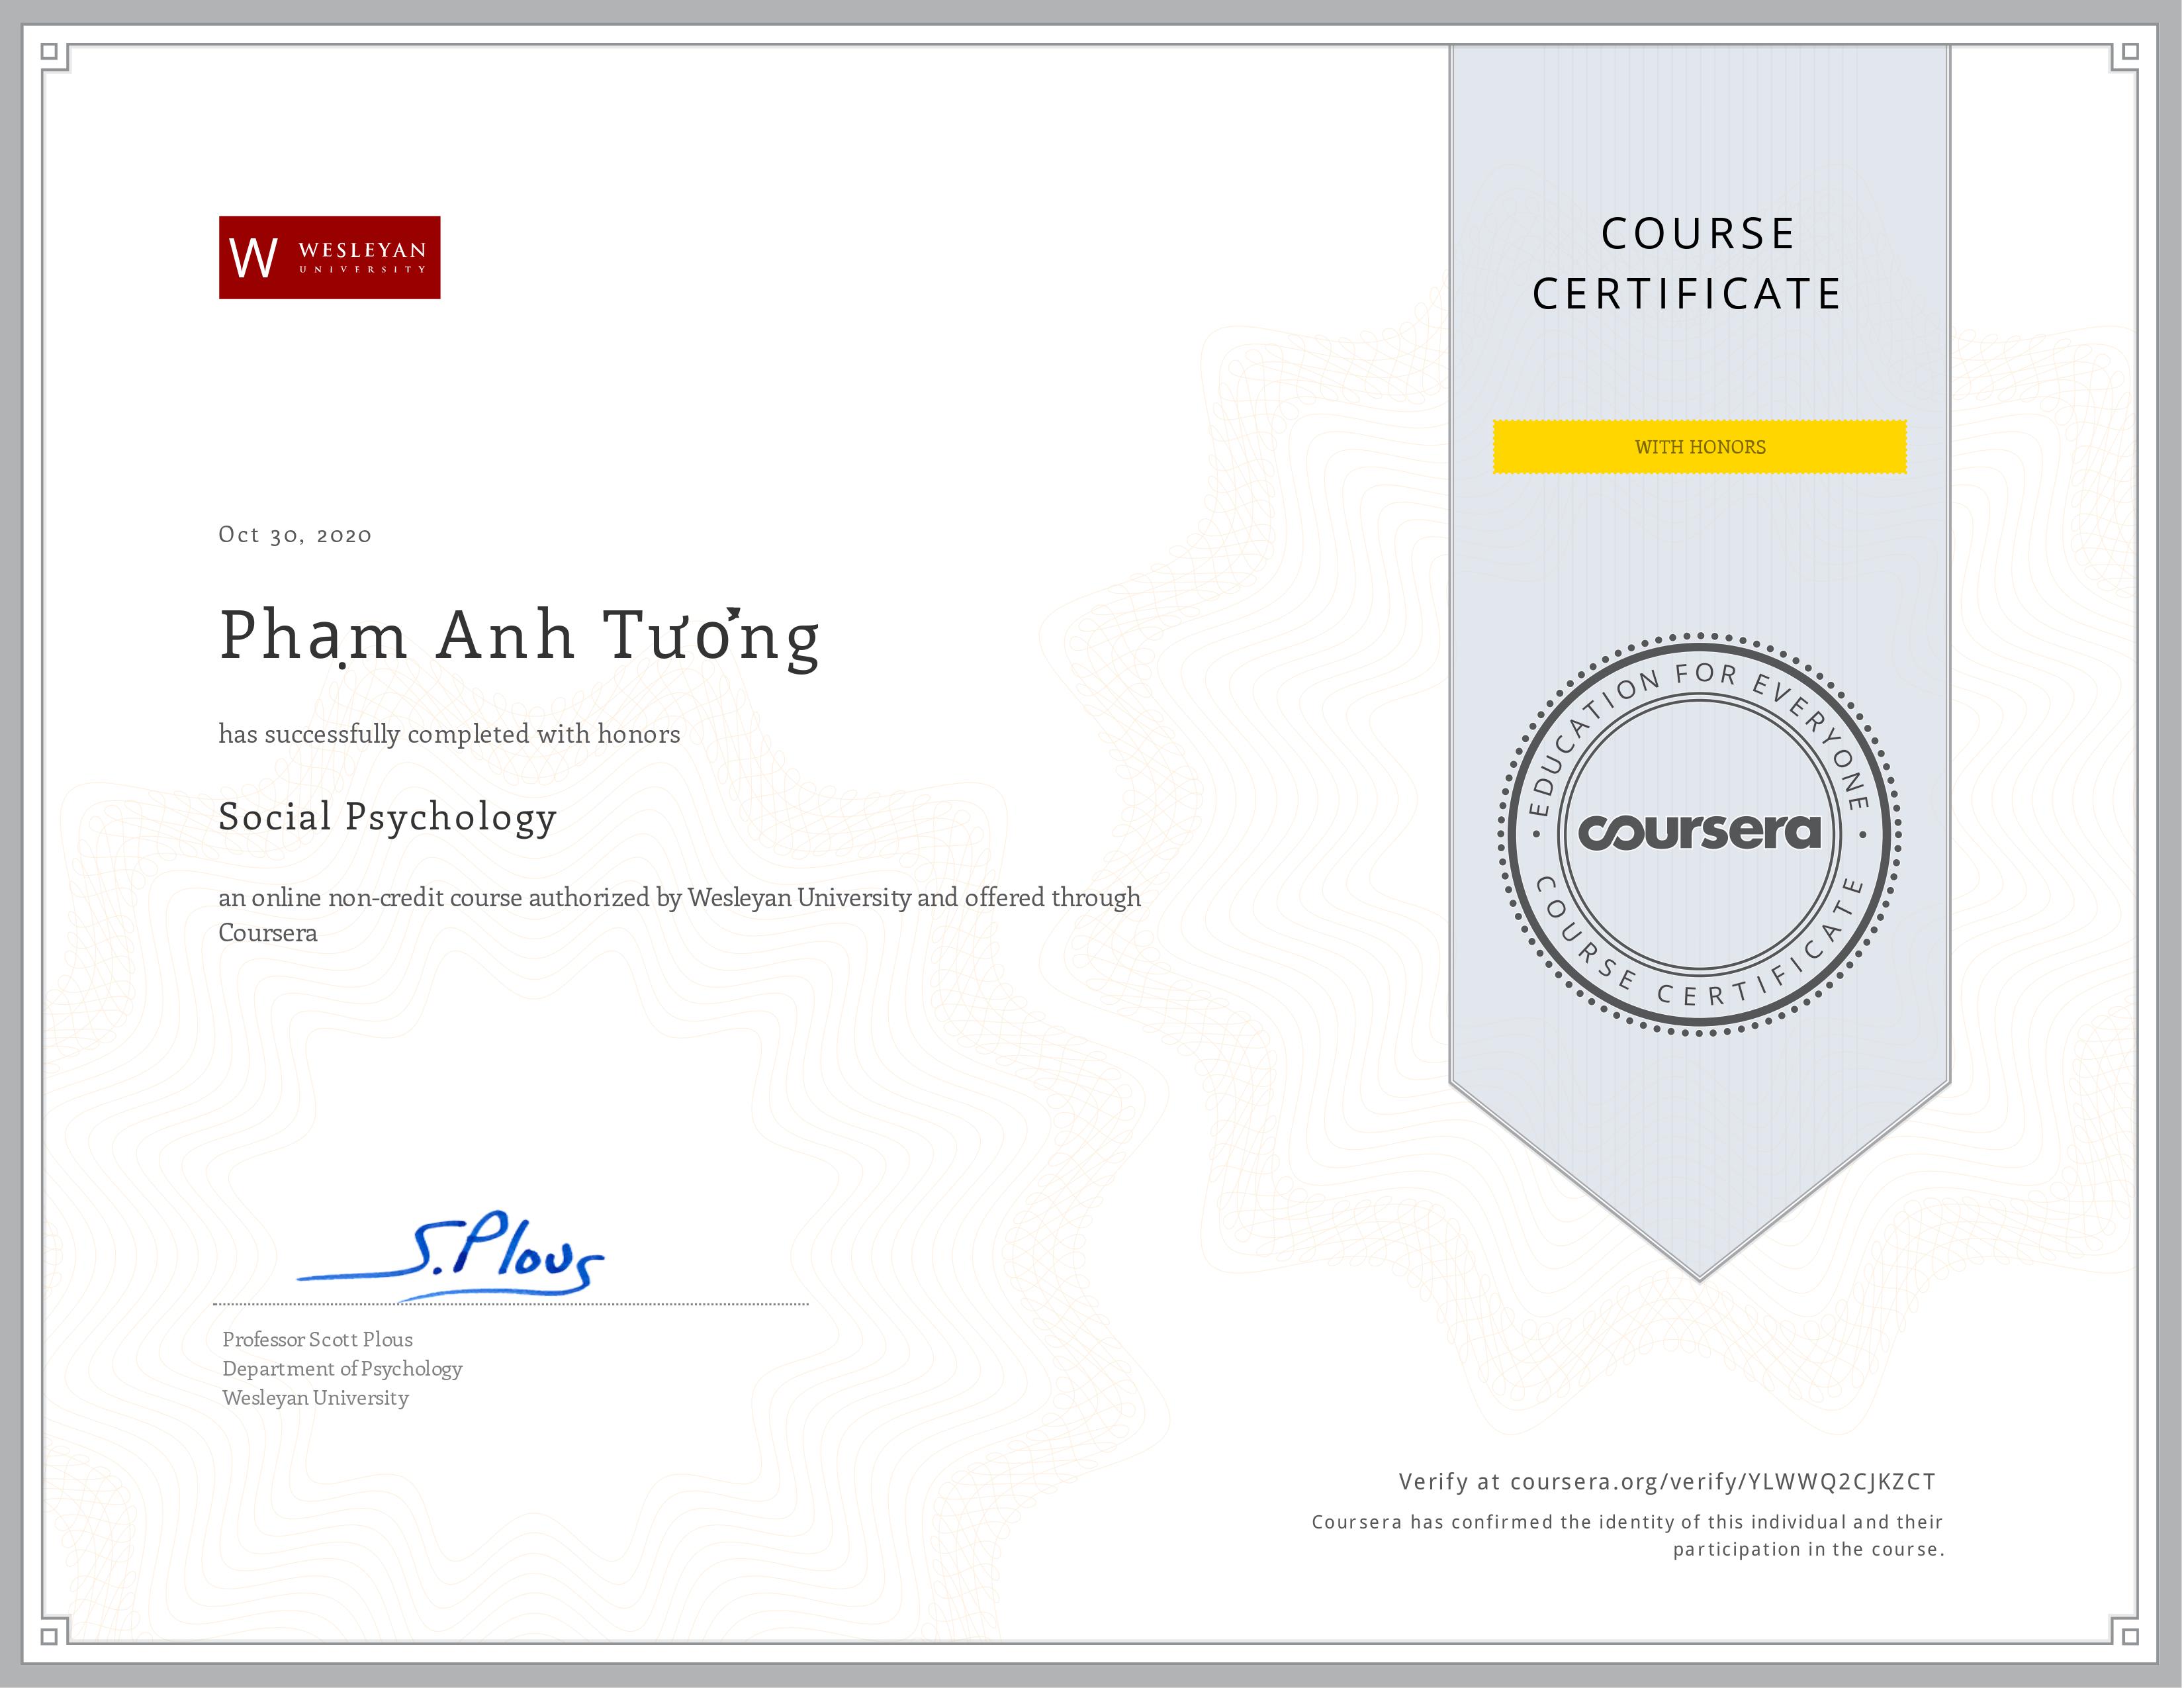 WESLEYAN
UNIVERSITY
COURSE
CERTIFICATE
WITH HONORS
Oct 30, 2020
Phạm Anh Tưởng
has successfully completed with honors
Social Psychology
an online non-credit course authorized by Wesleyan University and offered through
Coursera
EDUCATION FOR EVERYONE
coursera
COURSE CERTIFICATE
S. Plous
Professor Scott Plous
Department of Psychology
Wesleyan University
Verify at coursera.org/verify/YLWWQ2CJKZCT
Coursera has confirmed the identity of this individual and their
participation in the course.